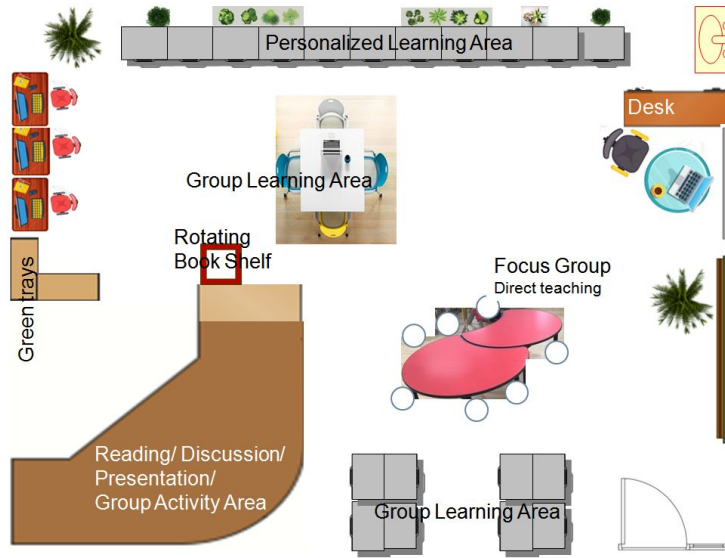 Personalized Learning Area
Desk
Group Learning Area
Rotating
Book Shelf
Focus Group
Direct teaching
Green trays
Reading/ Discussion/
Presentation/
Group Activity Area
Group Learning Area